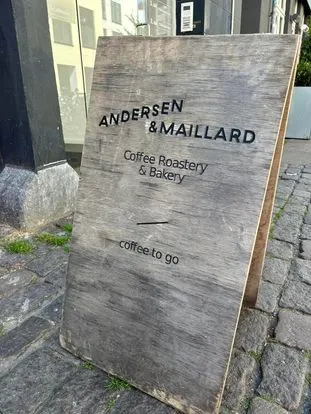 ANDERSEN
&MAILLARD
Coffee Roastery
& Bakery
coffee to go